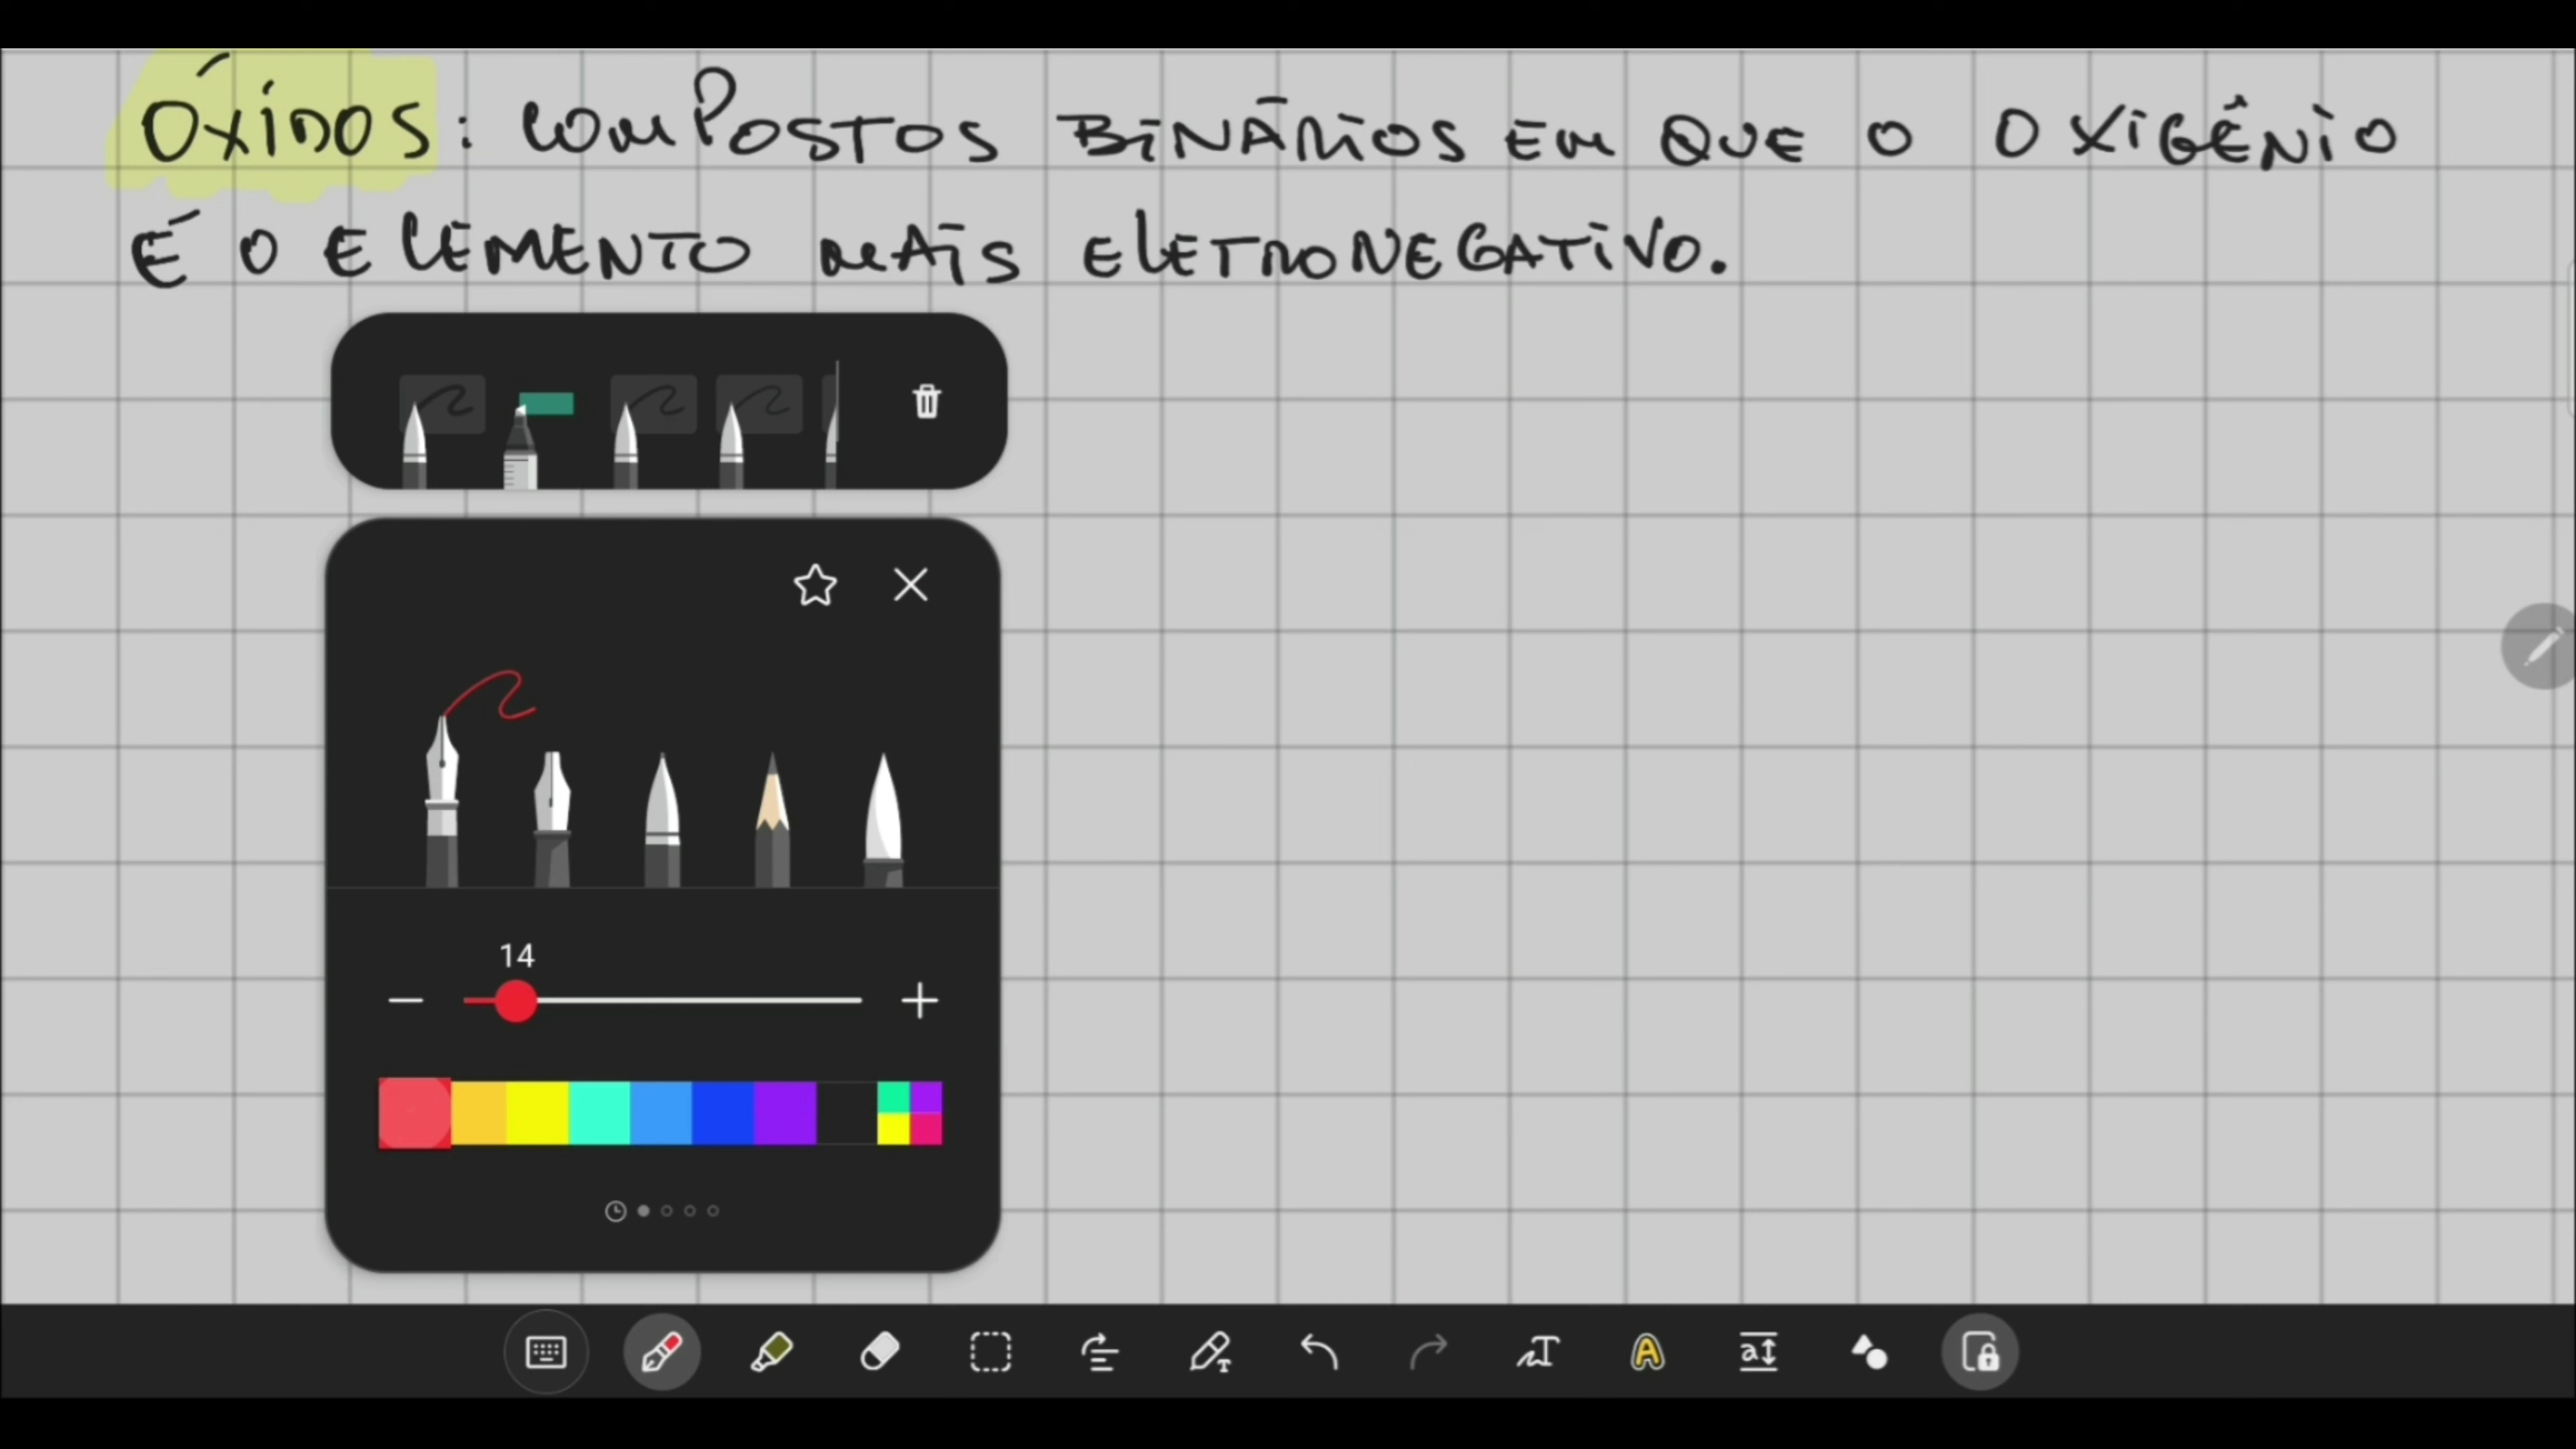 ÓXIDOS: COMPOSTOS BINÁRIOS EM QUE O OXIGÊNIO
É O ELEMENTO MAIS ELETRONEGATIVO.
14